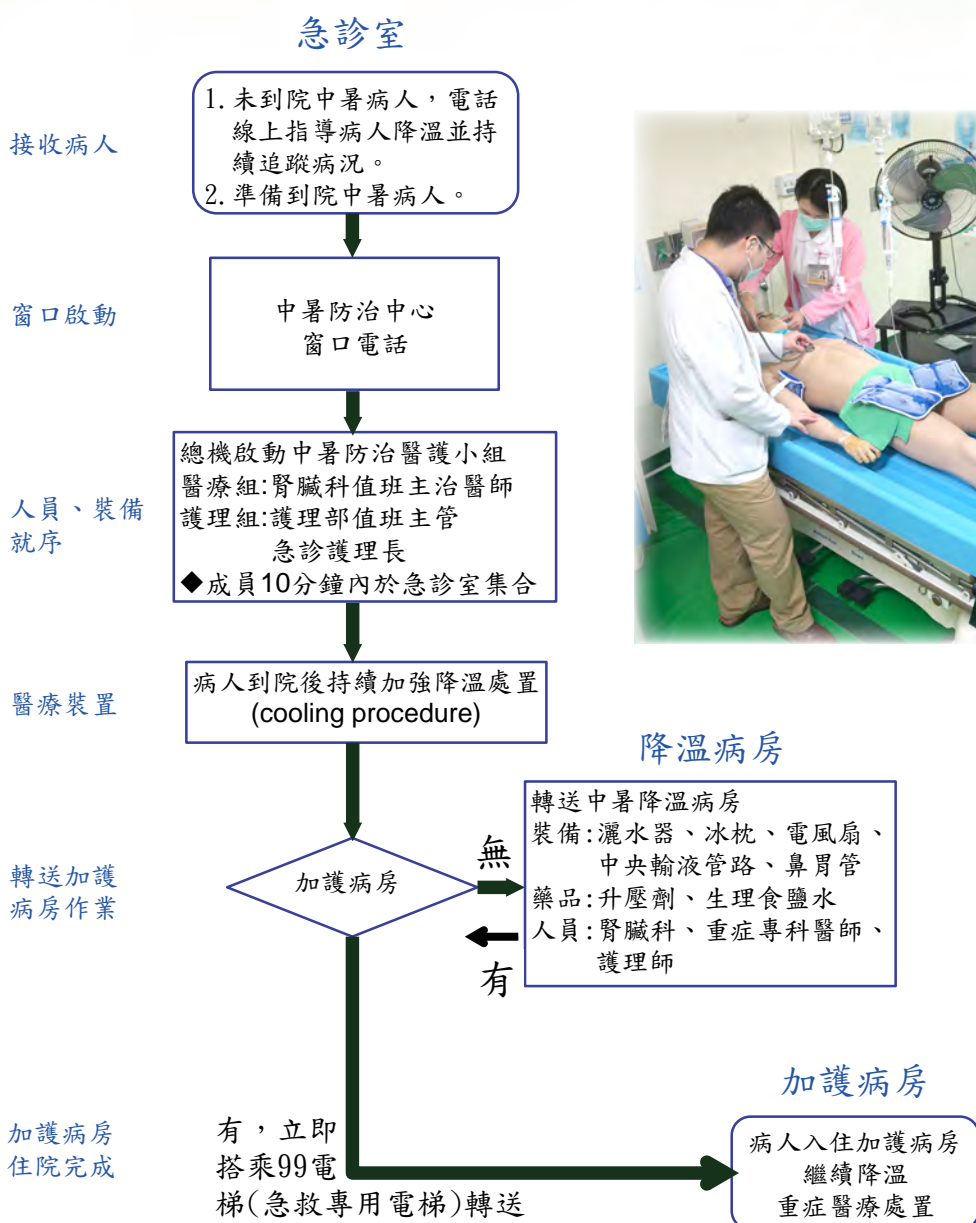 急診室
接收病人
1. 未到院中暑病人，電話
線上指導病人降溫並持
續追蹤病況。
2. 準備到院中暑病人。
窗口啟動
中暑防治中心
窗口電話
人員、裝備
就序
總機啟動中暑防治醫護小組
醫療組:腎臟科值班主治醫師
護理組:護理部值班主管
急診護理長
◆成員10分鐘內於急診室集合
醫療裝置
病人到院後持續加強降溫處置
(cooling procedure)
降溫病房
轉送加護
病房作業
加護病房
無
有
轉送中暑降溫病房
裝備:灑水器、冰枕、電風扇、
中央輸液管路、鼻胃管
藥品:升壓劑、生理食鹽水
人員:腎臟科、重症專科醫師、
護理師
加護病房
住院完成
有，立即
搭乘99電
梯(急救專用電梯)轉送
加護病房
病人入住加護病房
繼續降溫
重症醫療處置